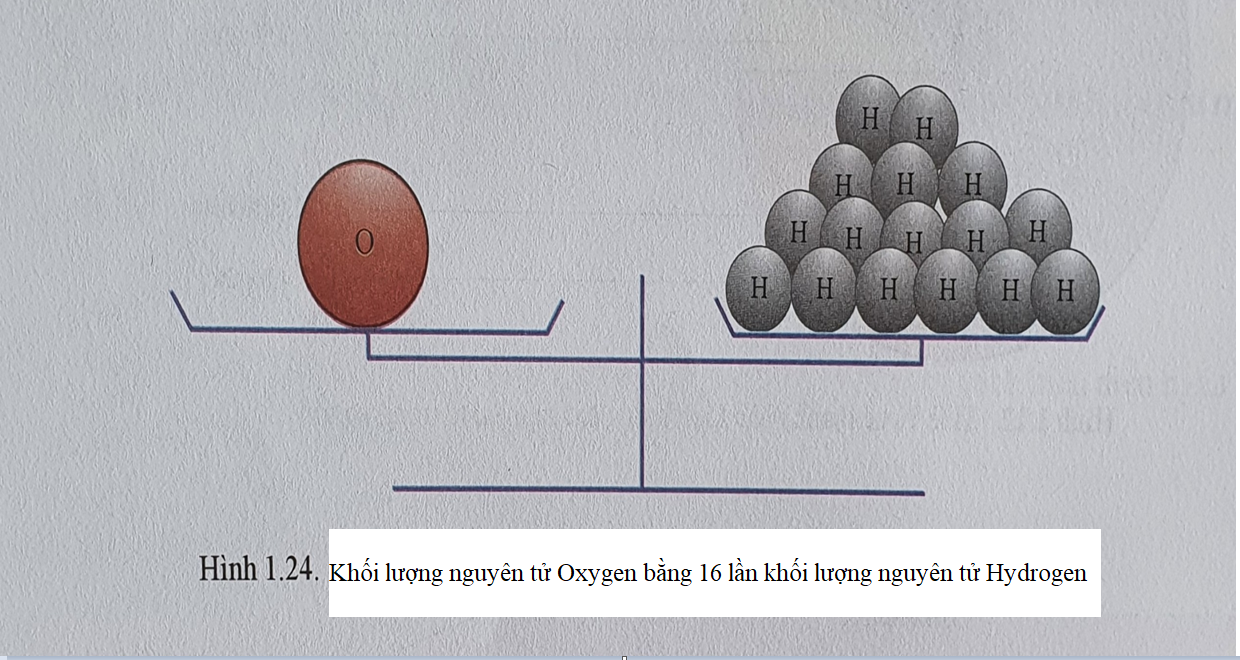 H H
H H H
O
H H H H H
H H H H H H
Hình 1.24. Khối lượng nguyên tử Oxygen bằng 16 lần khối lượng nguyên tử Hydrogen